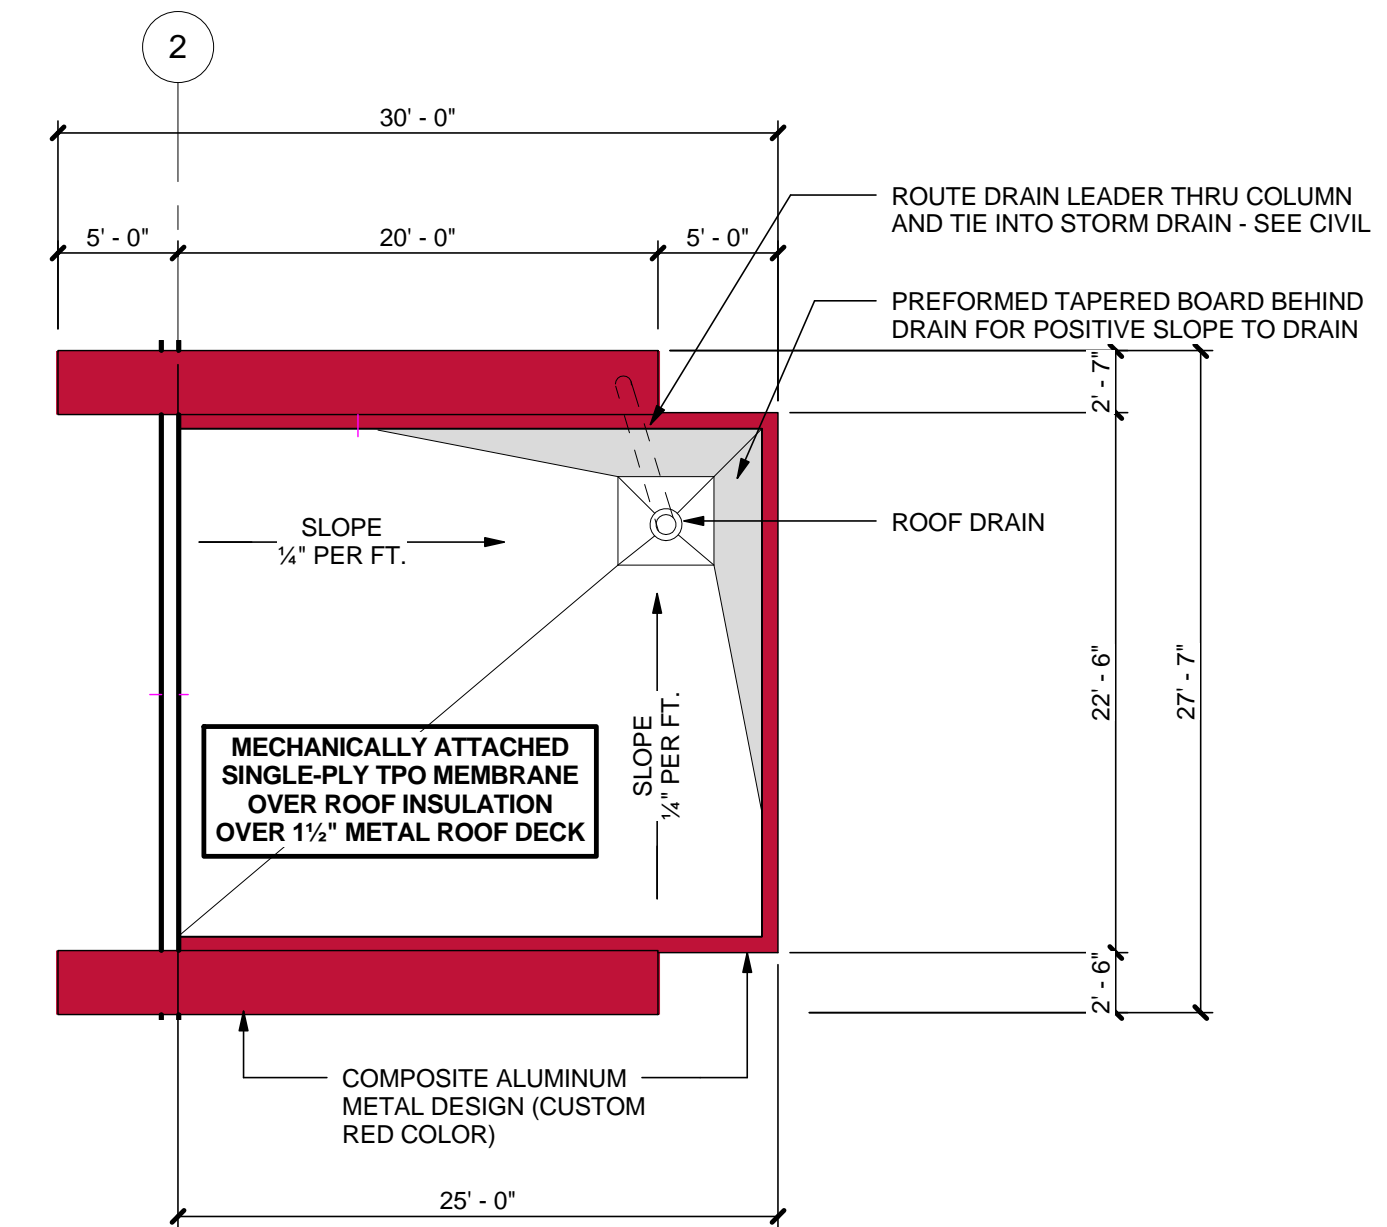 2
30' - 0"
5' - 0"
20' - 0"
5' - 0"
ROUTE DRAIN LEADER THRU COLUMN
AND TIE INTO STORM DRAIN - SEE CIVIL
PREFORMED TAPERED BOARD BEHIND
DRAIN FOR POSITIVE SLOPE TO DRAIN
2' - 7"
ROOF DRAIN
SLOPE
¼" PER FT.
22' - 6"
27' - 7"
SLOPE
¼" PER FT.
MECHANICALLY ATTACHED
SINGLE-PLY TPO MEMBRANE
OVER ROOF INSULATION
OVER 1½" METAL ROOF DECK
2' - 6"
COMPOSITE ALUMINUM
METAL DESIGN (CUSTOM
RED COLOR)
25' - 0"